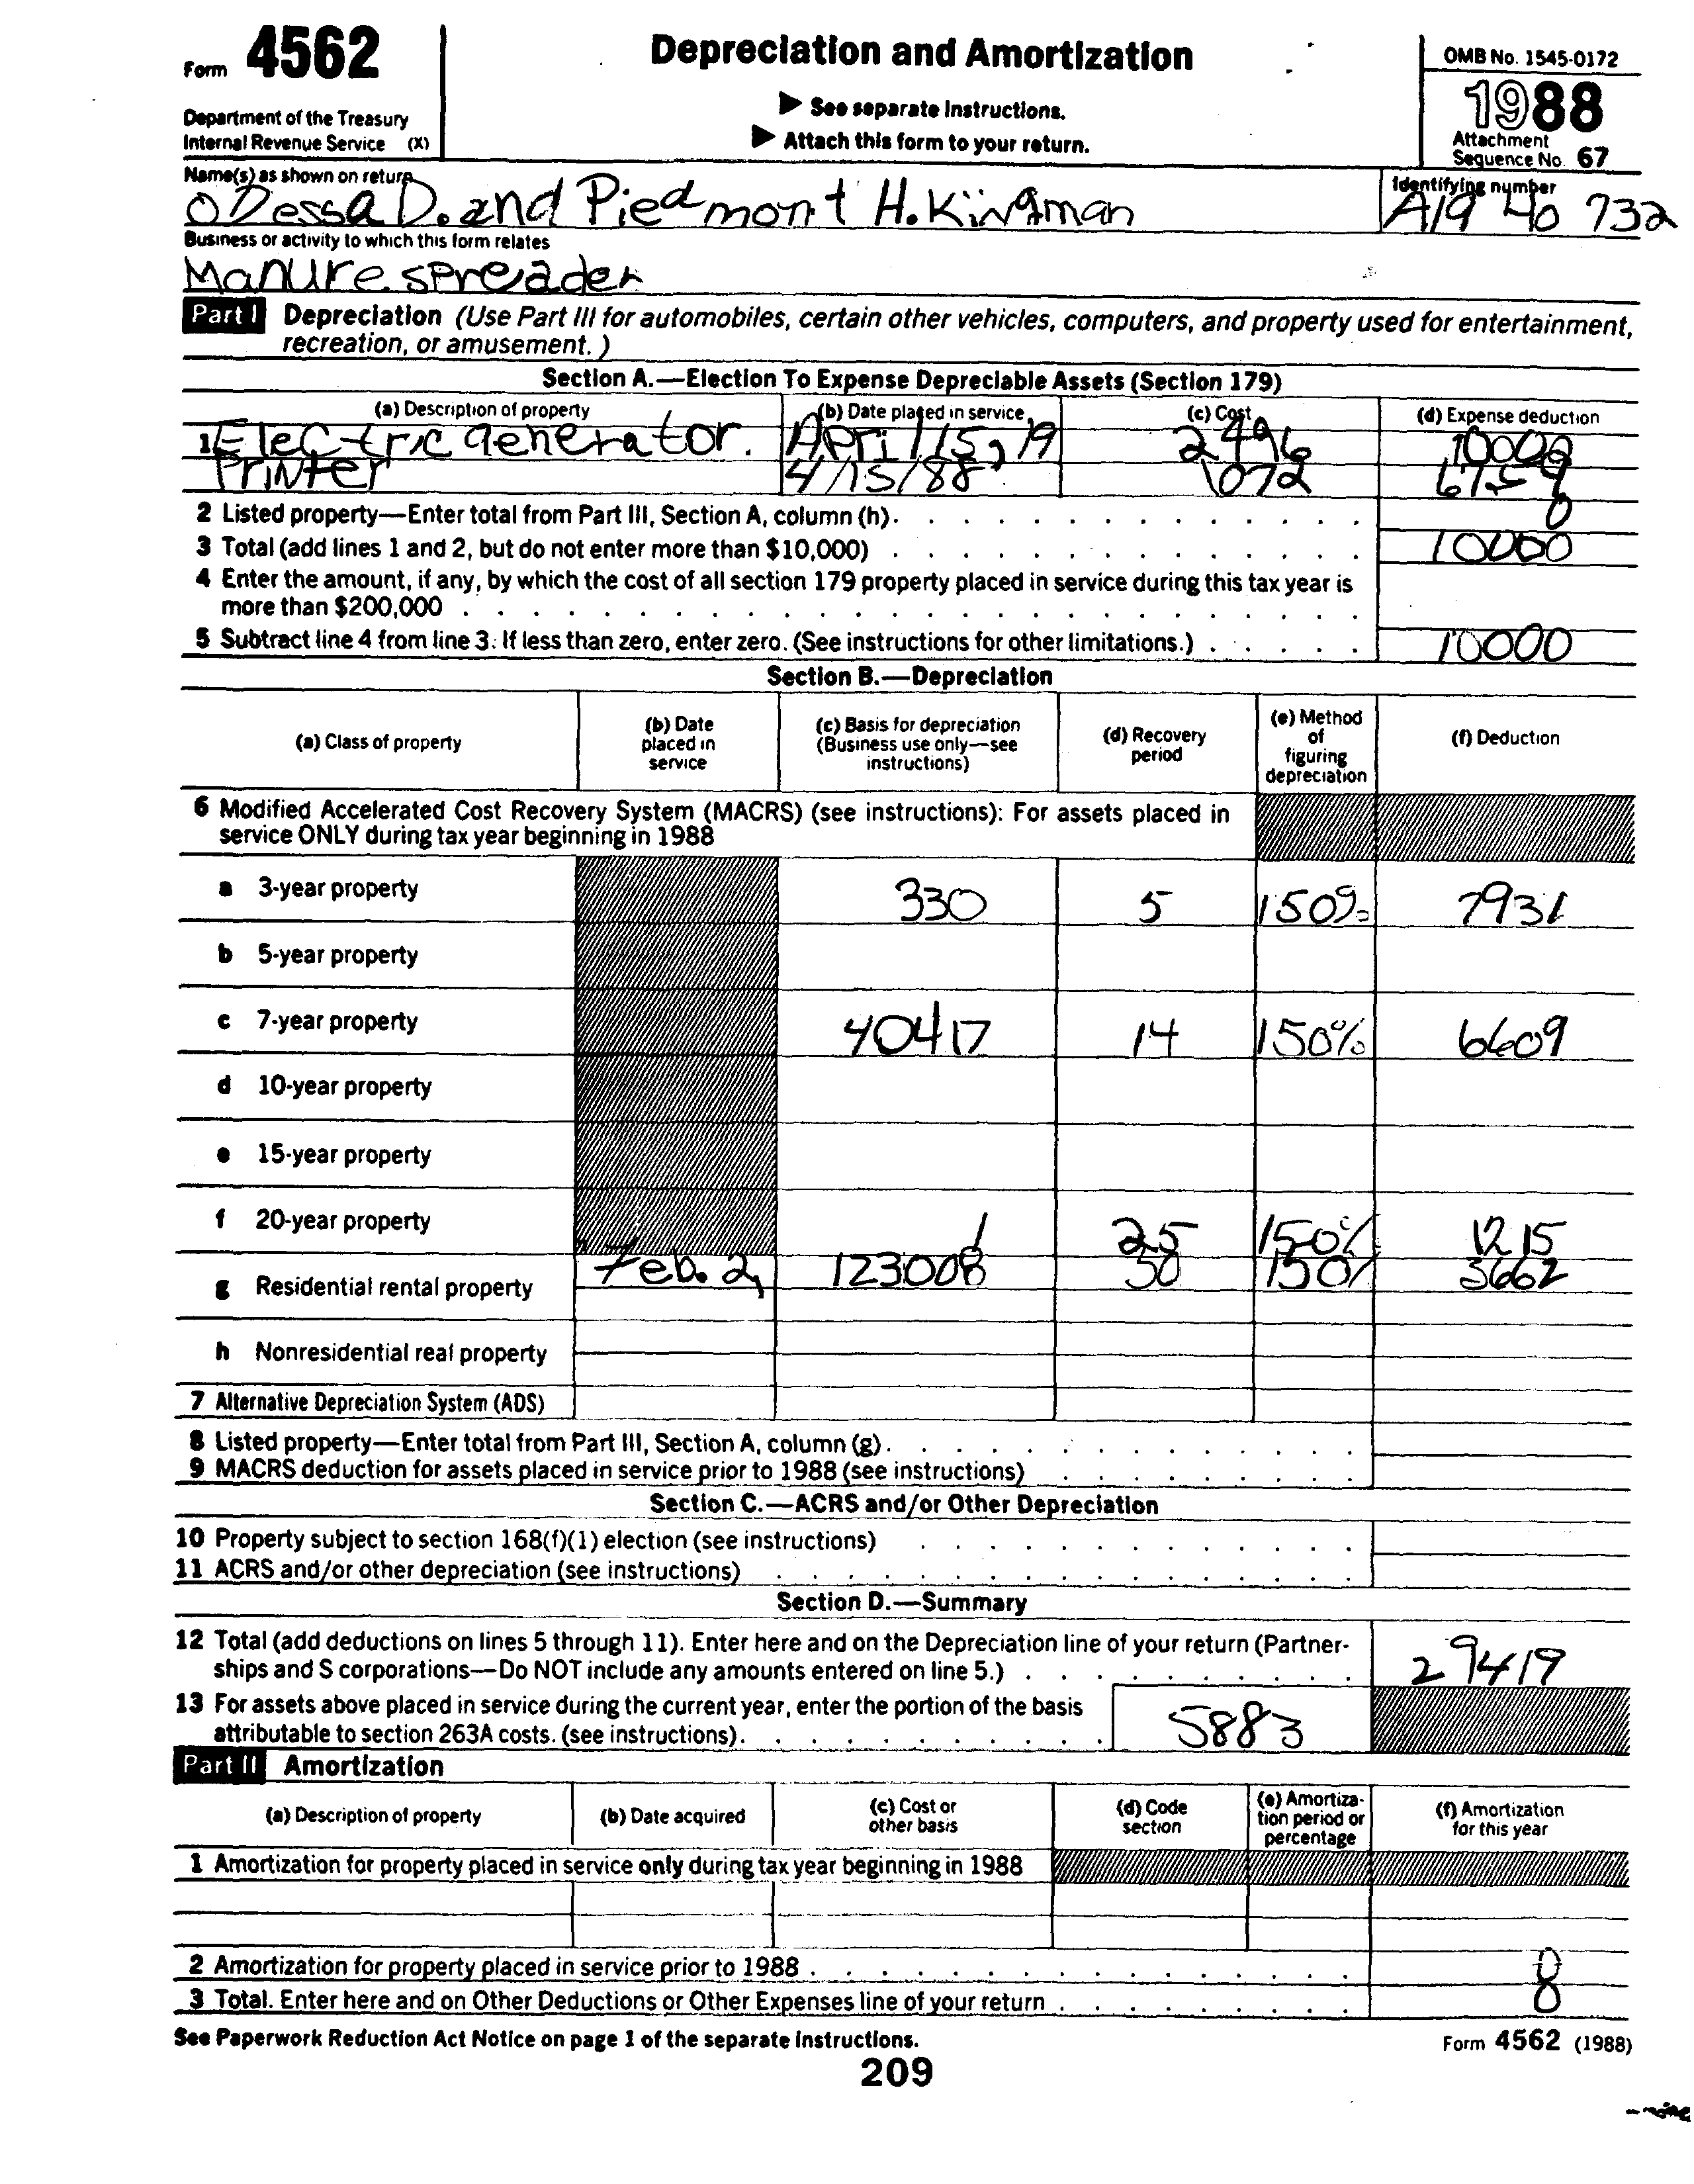 Form 4562
Department of the Treasury
Internal Revenue Service (X)
Depreciation and Amortization
▶ See separate Instructions.
▶ Attach this form to your return.
OMB No. 1545-0172
1988
Attachment
Sequence No. 67
Name(s) as shown on return
ODessa D. and Piedmont H. Kingman
Identifying number
A19 40 732
Business or activity to which this form relates
Manure spreader
Part I Depreciation (Use Part III for automobiles, certain other vehicles, computers, and property used for entertainment,
recreation, or amusement.)
Section A.—Election To Expense Depreciable Assets (Section 179)
(a) Description of property (b) Date placed in service (c) Cost (d) Expense deduction
1 Electric generator. April 15, 19 2496 10000
Printer 4/15/88 1072
2 Listed property—Enter total from Part III, Section A, column (h). 0
3 Total (add lines 1 and 2, but do not enter more than $10,000) 10000
4 Enter the amount, if any, by which the cost of all section 179 property placed in service during this tax year is
more than $200,000
5 Subtract line 4 from line 3. If less than zero, enter zero. (See instructions for other limitations.) 10000
Section B.—Depreciation
(a) Class of property (b) Date placed in service (c) Basis for depreciation (Business use only—see instructions) (d) Recovery period (e) Method of figuring depreciation (f) Deduction
6 Modified Accelerated Cost Recovery System (MACRS) (see instructions): For assets placed in
service ONLY during tax year beginning in 1988
a 3-year property 330 5 150% 7931
b 5-year property
c 7-year property 40417 14 150% 6609
d 10-year property
e 15-year property
f 20-year property 1 25 150% 1215
g Residential rental property Feb. 2, 123008 30 150% 3662
h Nonresidential real property
7 Alternative Depreciation System (ADS)
8 Listed property—Enter total from Part III, Section A, column (g).
9 MACRS deduction for assets placed in service prior to 1988 (see instructions)
Section C.—ACRS and/or Other Depreciation
10 Property subject to section 168(f)(1) election (see instructions)
11 ACRS and/or other depreciation (see instructions)
Section D.—Summary
12 Total (add deductions on lines 5 through 11). Enter here and on the Depreciation line of your return (Partner-
ships and S corporations—Do NOT include any amounts entered on line 5.) 29419
13 For assets above placed in service during the current year, enter the portion of the basis
attributable to section 263A costs. (see instructions). 5883
Part II Amortization
(a) Description of property (b) Date acquired (c) Cost or other basis (d) Code section (e) Amortiza- tion period or percentage (f) Amortization for this year
1 Amortization for property placed in service only during tax year beginning in 1988
2 Amortization for property placed in service prior to 1988 0
3 Total. Enter here and on Other Deductions or Other Expenses line of your return 0
See Paperwork Reduction Act Notice on page 1 of the separate Instructions.
Form 4562 (1988)
209